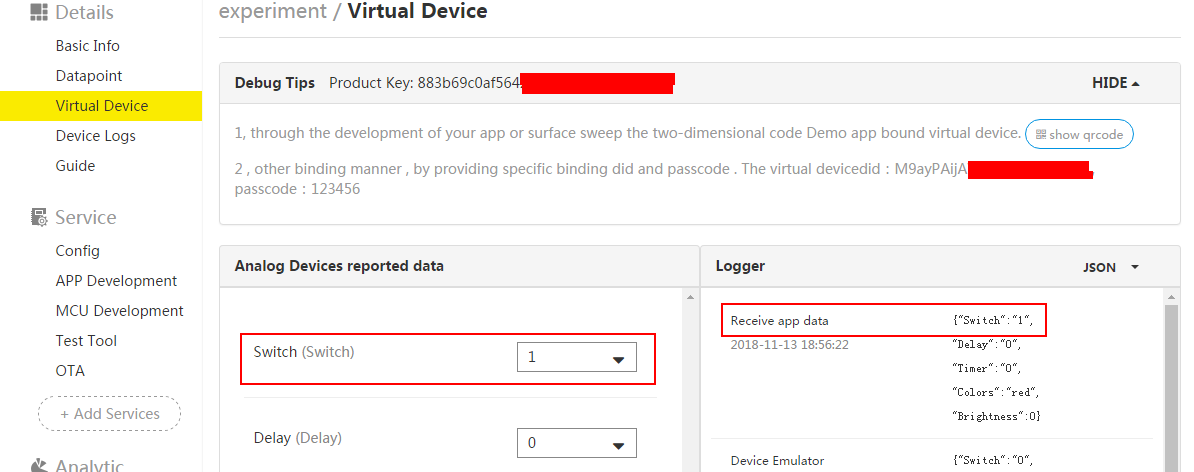 Details
Basic Info
Datapoint
Virtual Device
Device Logs
Guide
Service
Config
APP Development
MCU Development
Test Tool
OTA
+ Add Services
Analytic
experiment / Virtual Device
Debug Tips Product Key: 883b69c0af564
HIDE
1, through the development of your app or surface sweep the two-dimensional code Demo app bound virtual device. show qrcode
2 , other binding manner , by providing specific binding did and passcode . The virtual devicedid : M9ayPAijA ,
passcode : 123456
Analog Devices reported data
Switch (Switch) 1
Delay (Delay) 0
Logger JSON
Receive app data {"Switch":"1",
2018-11-13 18:56:22 "Delay":"0",
"Timer":"0",
"Colors":"red",
"Brightness":0}
Device Emulator {"Switch":"0",